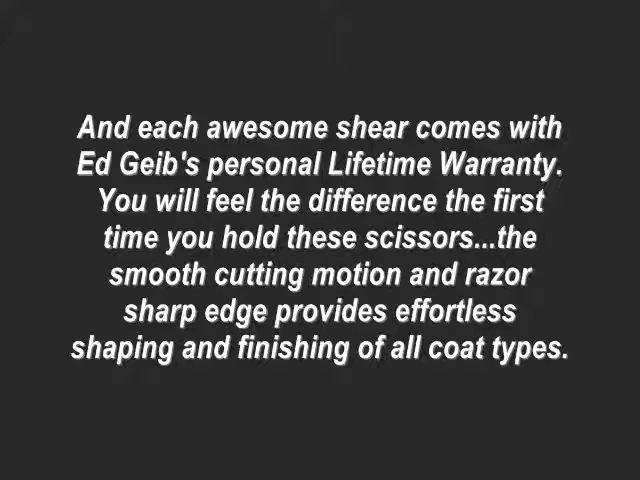 And each awesome shear comes with
Ed Geib's personal Lifetime Warranty.
You will feel the difference the first
time you hold these scissors...the
smooth cutting motion and razor
sharp edge provides effortless
shaping and finishing of all coat types.